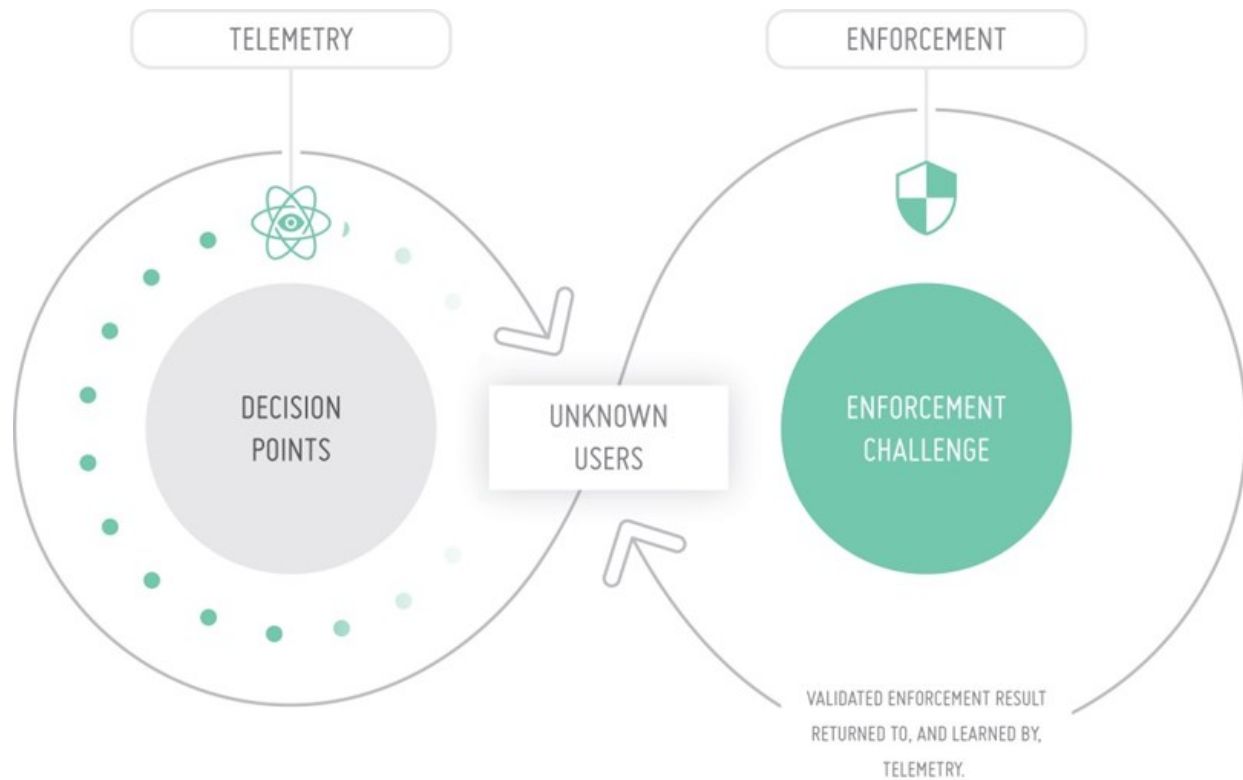 TELEMETRY
ENFORCEMENT
DECISION
POINTS
UNKNOWN
USERS
ENFORCEMENT
CHALLENGE
VALIDATED ENFORCEMENT RESULT
RETURNED TO, AND LEARNED BY,
TELEMETRY.